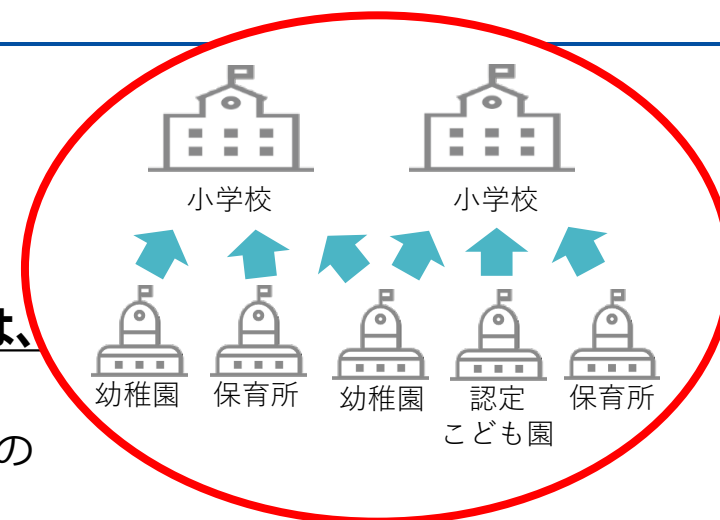 小学校 小学校
は、
幼稚園 保育所 幼稚園 認定 保育所
こども園
の